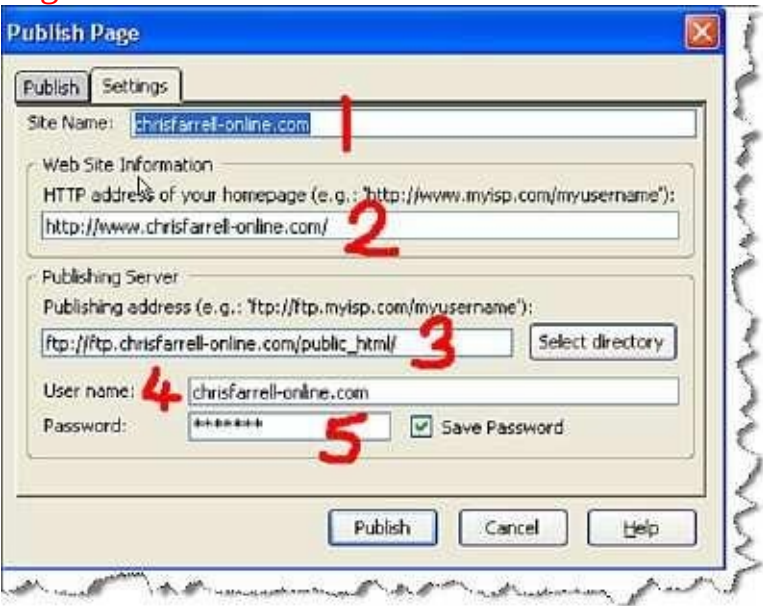 Publish Page
Publish Settings
Site Name: chrisfarrell-online.com 1
Web Site Information
HTTP address of your homepage (e.g.: 'http://www.myisp.com/myusername'):
http://www.chrisfarrell-online.com/ 2
Publishing Server
Publishing address (e.g.: 'ftp://ftp.myisp.com/myusername'):
ftp://ftp.chrisfarrell-online.com/public_html/ 3 Select directory
User name: 4 chrisfarrell-online.com
Password: ******* 5 Save Password
Publish Cancel Help